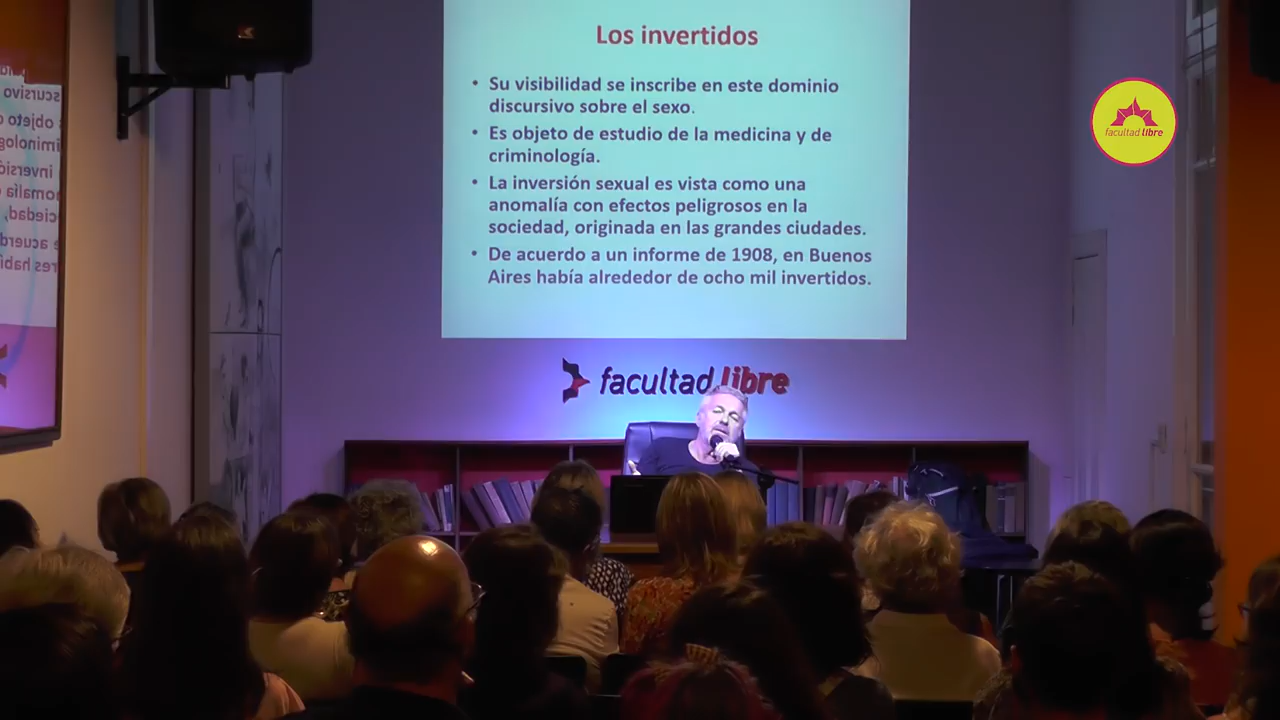 Los invertidos
• Su visibilidad se inscribe en este dominio
discursivo sobre el sexo.
• Es objeto de estudio de la medicina y de
criminología.
• La inversión sexual es vista como una
anomalía con efectos peligrosos en la
sociedad, originada en las grandes ciudades.
• De acuerdo a un informe de 1908, en Buenos
Aires había alrededor de ocho mil invertidos.
facultad libre
facultad libre